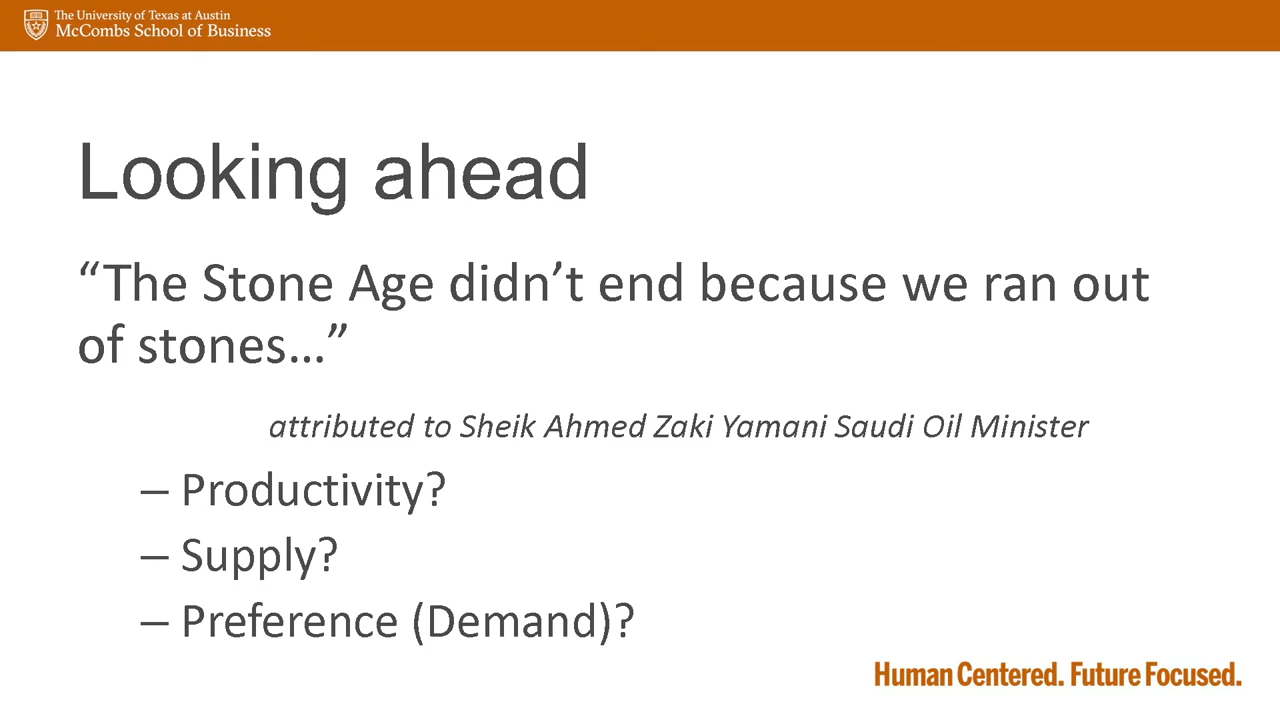 The University of Texas at Austin
McCombs School of Business
Looking ahead
“The Stone Age didn’t end because we ran out
of stones…”
attributed to Sheik Ahmed Zaki Yamani Saudi Oil Minister
– Productivity?
– Supply?
– Preference (Demand)?
Human Centered. Future Focused.